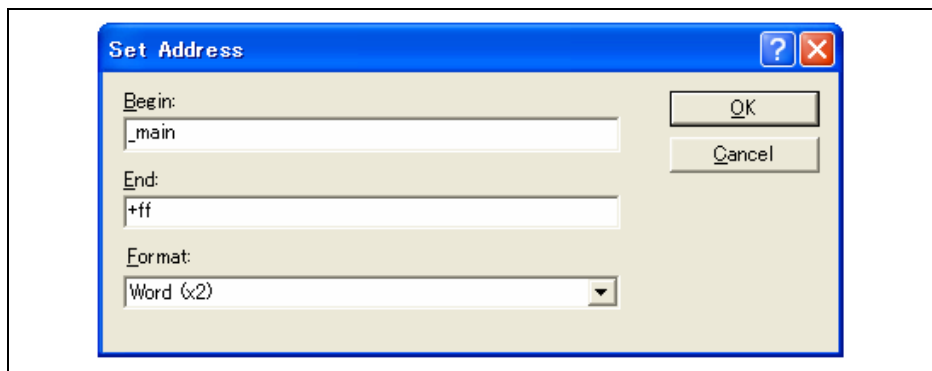 Set Address
Begin:
_main
OK
Cancel
End:
+ff
Format:
Word (x2)